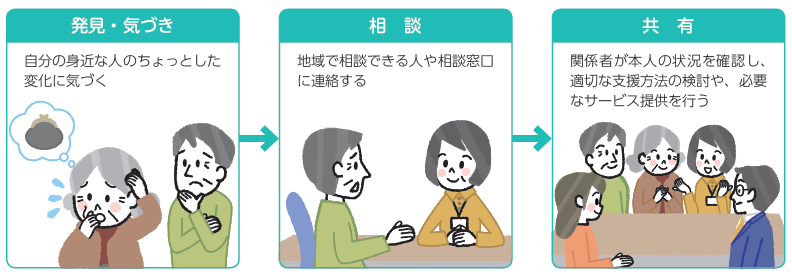 発見・気づき
自分の身近な人のちょっとした
変化に気づく
相　談
地域で相談できる人や相談窓口
に連絡する
共　有
関係者が本人の状況を確認し、
適切な支援方法の検討や、必要
なサービス提供を行う